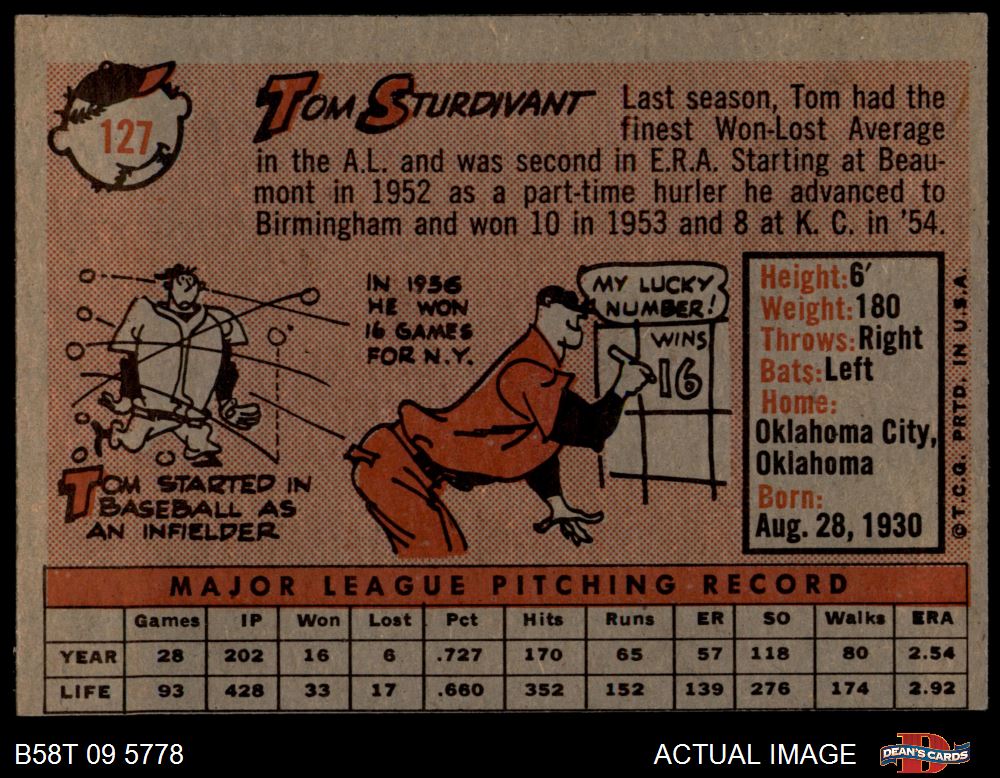 127
TOM STURDIVANT
Last season, Tom had the
finest Won-Lost Average
in the A.L. and was second in E.R.A. Starting at Beau-
mont in 1952 as a part-time hurler he advanced to
Birmingham and won 10 in 1953 and 8 at K. C. in '54.
TOM STARTED IN
BASEBALL AS
AN INFIELDER
IN 1956
HE WON
16 GAMES
FOR N.Y.
MY LUCKY
NUMBER!
WINS
16
Height: 6'
Weight: 180
Throws: Right
Bats: Left
Home:
Oklahoma City,
Oklahoma
Born:
Aug. 28, 1930
© T.C.G. PRTD. IN U.S.A.
MAJOR LEAGUE PITCHING RECORD
Games IP Won Lost Pct Hits Runs ER SO Walks ERA
YEAR 28 202 16 6 .727 170 65 57 118 80 2.54
LIFE 93 428 33 17 .660 352 152 139 276 174 2.92
B58T 09 5778
ACTUAL IMAGE
DEAN'S CARDS